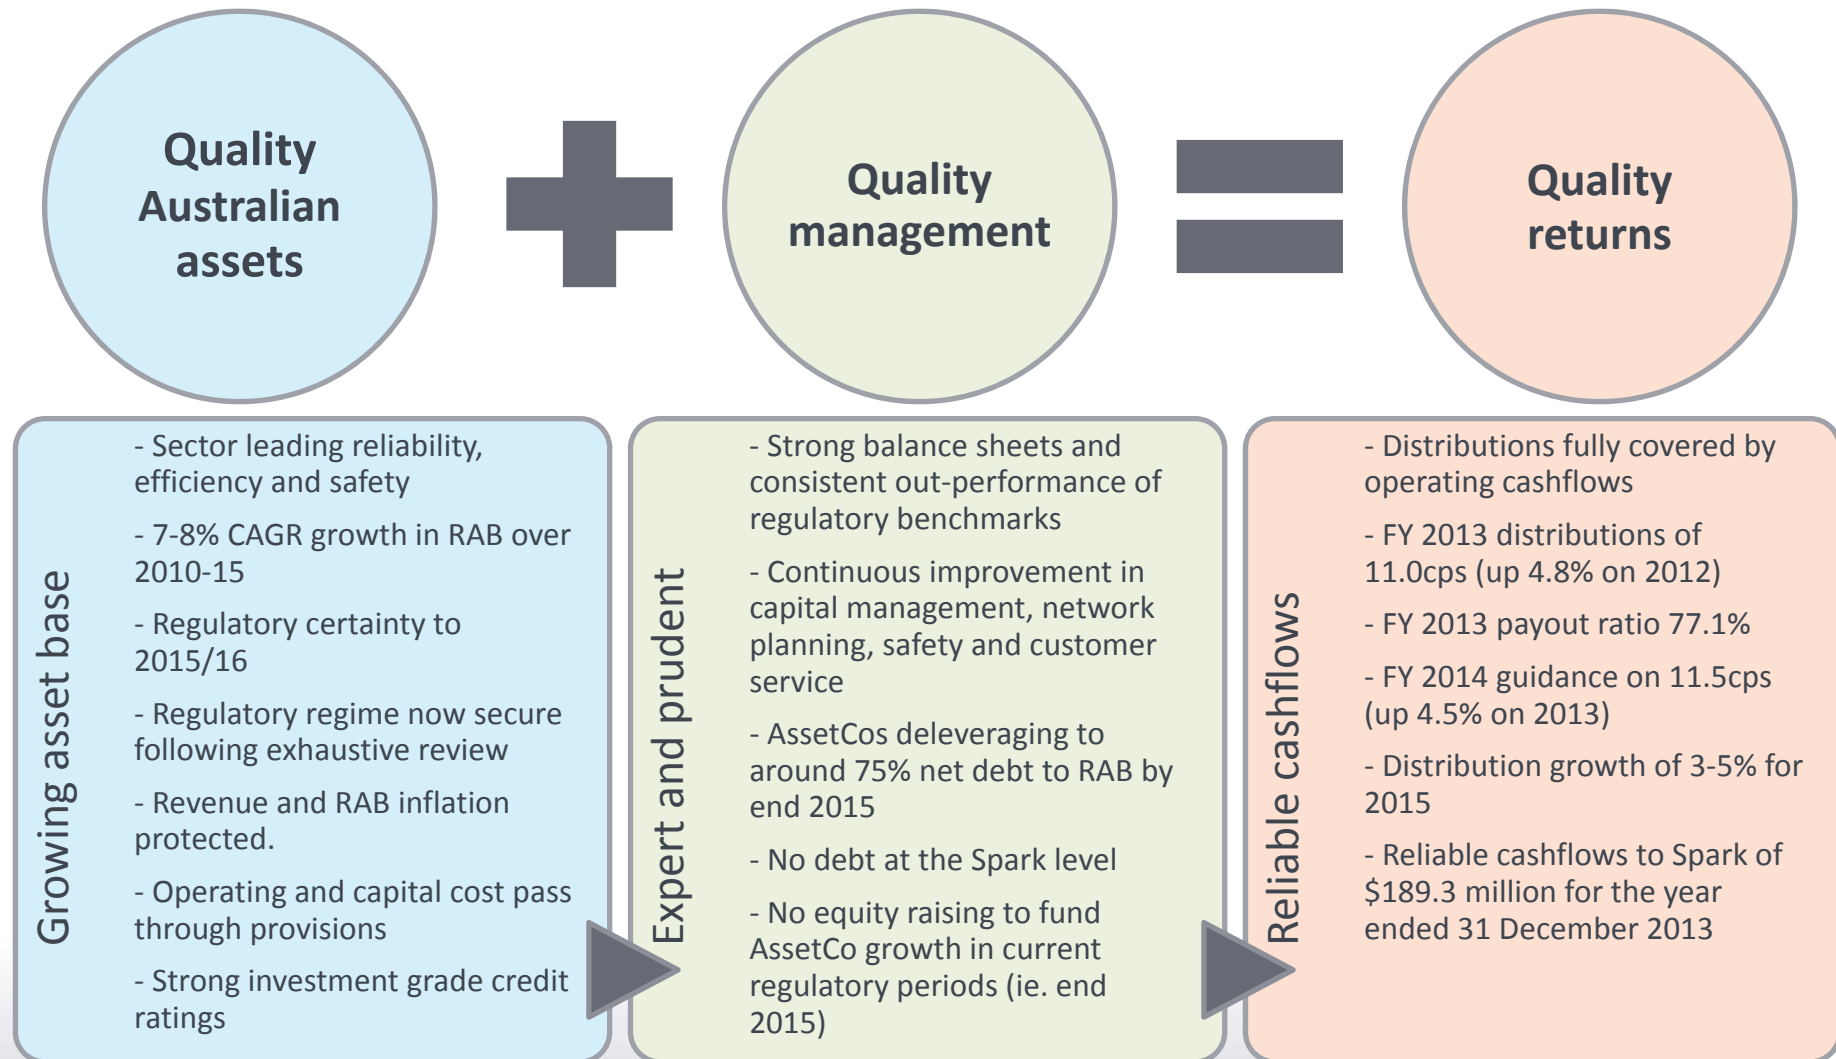 Quality
Australian
assets
Quality
management
Quality
returns
Growing asset base
- Sector leading reliability,
efficiency and safety
- 7-8% CAGR growth in RAB over
2010-15
- Regulatory certainty to
2015/16
- Regulatory regime now secure
following exhaustive review
- Revenue and RAB inflation
protected.
- Operating and capital cost pass
through provisions
- Strong investment grade credit
ratings
Expert and prudent
- Strong balance sheets and
consistent out-performance of
regulatory benchmarks
- Continuous improvement in
capital management, network
planning, safety and customer
service
- AssetCos deleveraging to
around 75% net debt to RAB by
end 2015
- No debt at the Spark level
- No equity raising to fund
AssetCo growth in current
regulatory periods (ie. end
2015)
Reliable cashflows
- Distributions fully covered by
operating cashflows
- FY 2013 distributions of
11.0cps (up 4.8% on 2012)
- FY 2013 payout ratio 77.1%
- FY 2014 guidance on 11.5cps
(up 4.5% on 2013)
- Distribution growth of 3-5% for
2015
- Reliable cashflows to Spark of
$189.3 million for the year
ended 31 December 2013